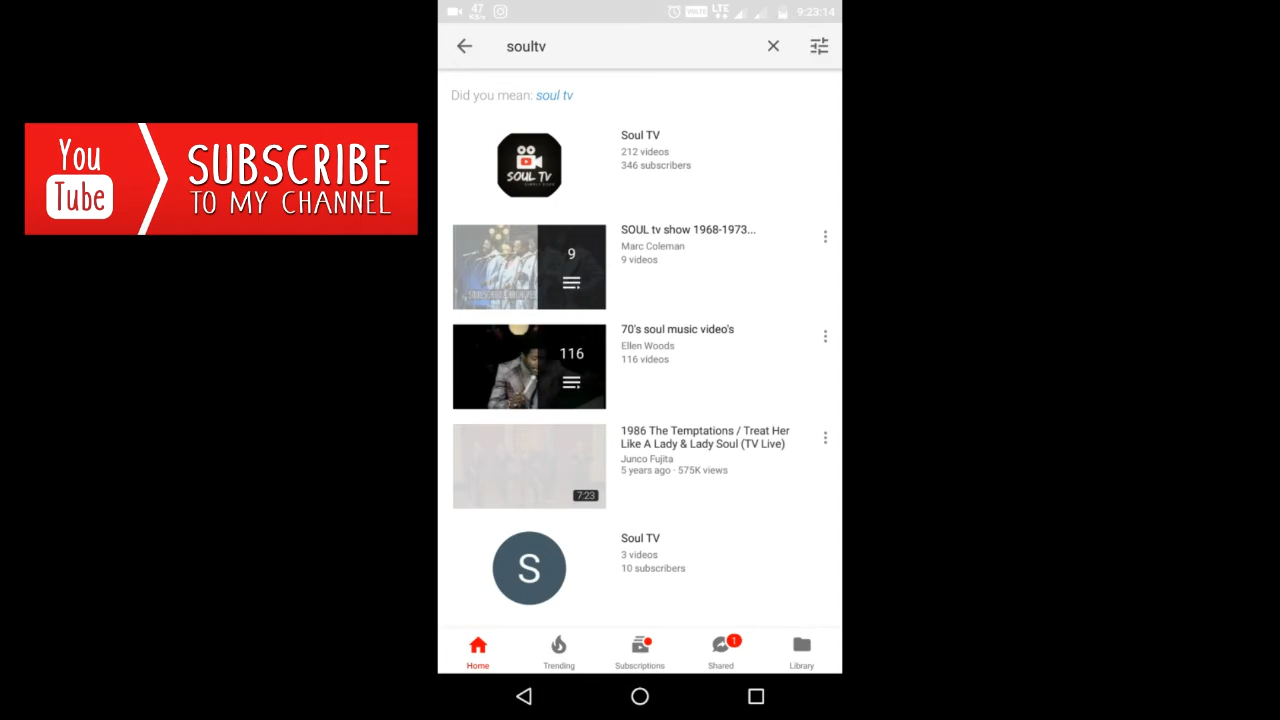 47
KB/s
VOLTE
LTE
9:23:14
soultv
Did you mean: soul tv
You
Tube
SUBSCRIBE
TO MY CHANNEL
SOUL TV
Soul TV
212 videos
346 subscribers
9
SOUL tv show 1968-1973...
Marc Coleman
9 videos
116
70's soul music video's
Ellen Woods
116 videos
7:23
1986 The Temptations / Treat Her
Like A Lady & Lady Soul (TV Live)
Junco Fujita
5 years ago · 575K views
S
Soul TV
3 videos
10 subscribers
1
Home
Trending
Subscriptions
Shared
Library